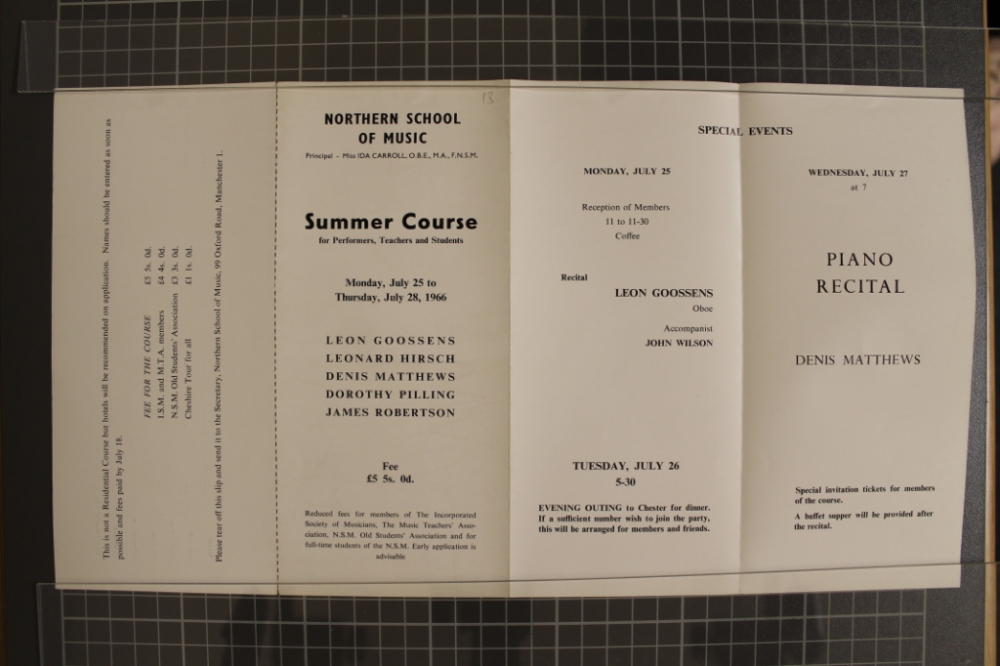 This is not a Residential Course but hotels will be recommended on application. Names should be entered as soon as
possible and fees paid by July 18.
FEE FOR THE COURSE £5 5s. 0d.
I.S.M. and M.T.A. members £4 4s. 0d.
N.S.M. Old Students' Association £3 3s. 0d.
Cheshire Tour for all £1 1s. 0d.
Please tear off this slip and send it to the Secretary, Northern School of Music, 99 Oxford Road, Manchester 1.
13
NORTHERN SCHOOL
OF MUSIC
Principal - Miss IDA CARROLL, O.B.E., M.A., F.N.S.M.
Summer Course
for Performers, Teachers and Students
Monday, July 25 to
Thursday, July 28, 1966
LEON GOOSSENS
LEONARD HIRSCH
DENIS MATTHEWS
DOROTHY PILLING
JAMES ROBERTSON
Fee
£5 5s. 0d.
Reduced fees for members of The Incorporated
Society of Musicians, The Music Teachers' Asso-
ciation, N.S.M. Old Students' Association and for
full-time students of the N.S.M. Early application is
advisable
SPECIAL EVENTS
MONDAY, JULY 25
Reception of Members
11 to 11-30
Coffee
Recital
LEON GOOSSENS
Oboe
Accompanist
JOHN WILSON
TUESDAY, JULY 26
5-30
EVENING OUTING to Chester for dinner.
If a sufficient number wish to join the party,
this will be arranged for members and friends.
WEDNESDAY, JULY 27
at 7
PIANO
RECITAL
DENIS MATTHEWS
Special invitation tickets for members
of the course.
A buffet supper will be provided after
the recital.